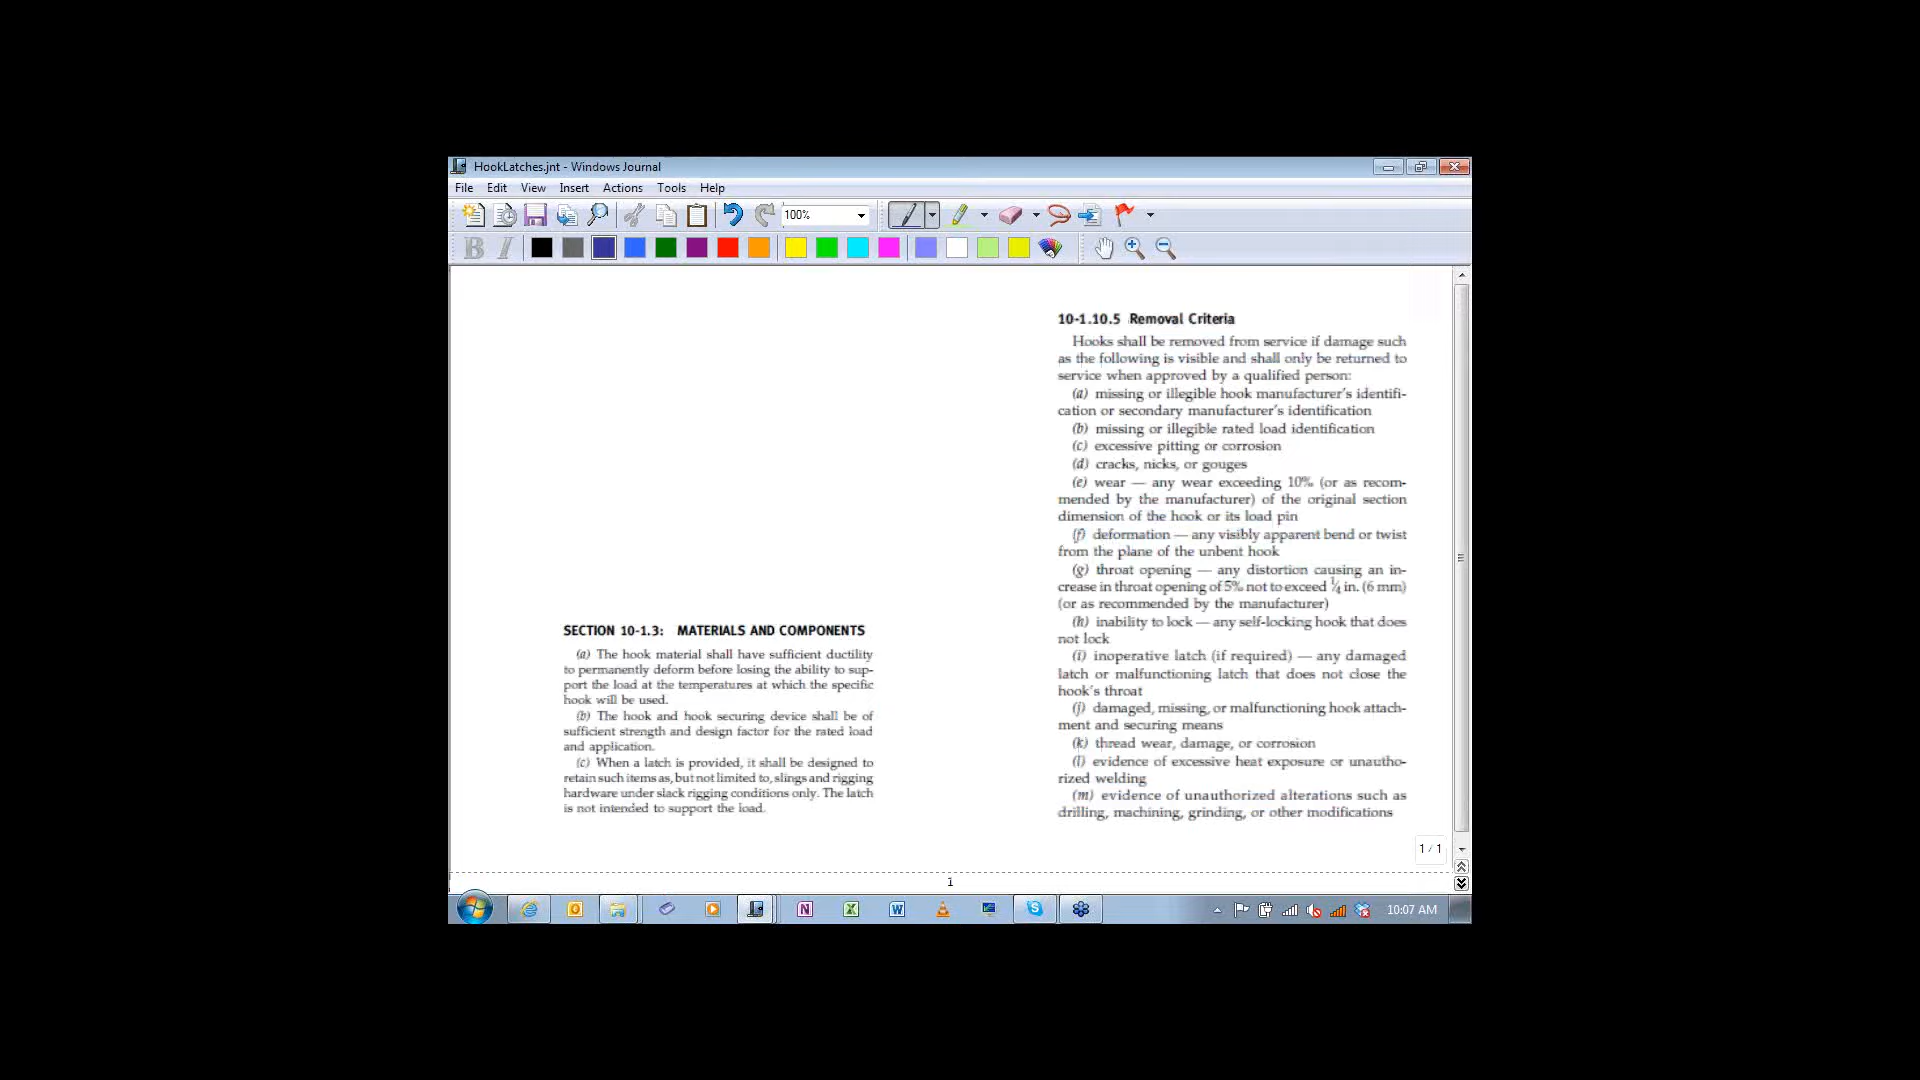 HookLatches.jnt - Windows Journal
File Edit View Insert Actions Tools Help
100%
B I
SECTION 10-1.3: MATERIALS AND COMPONENTS
(a) The hook material shall have sufficient ductility
to permanently deform before losing the ability to sup-
port the load at the temperatures at which the specific
hook will be used.
(b) The hook and hook securing device shall be of
sufficient strength and design factor for the rated load
and application.
(c) When a latch is provided, it shall be designed to
retain such items as, but not limited to, slings and rigging
hardware under slack rigging conditions only. The latch
is not intended to support the load.
10-1.10.5 Removal Criteria
Hooks shall be removed from service if damage such
as the following is visible and shall only be returned to
service when approved by a qualified person:
(a) missing or illegible hook manufacturer's identifi-
cation or secondary manufacturer's identification
(b) missing or illegible rated load identification
(c) excessive pitting or corrosion
(d) cracks, nicks, or gouges
(e) wear — any wear exceeding 10% (or as recom-
mended by the manufacturer) of the original section
dimension of the hook or its load pin
(f) deformation — any visibly apparent bend or twist
from the plane of the unbent hook
(g) throat opening — any distortion causing an in-
crease in throat opening of 5% not to exceed 1/4 in. (6 mm)
(or as recommended by the manufacturer)
(h) inability to lock — any self-locking hook that does
not lock
(i) inoperative latch (if required) — any damaged
latch or malfunctioning latch that does not close the
hook's throat
(j) damaged, missing, or malfunctioning hook attach-
ment and securing means
(k) thread wear, damage, or corrosion
(l) evidence of excessive heat exposure or unautho-
rized welding
(m) evidence of unauthorized alterations such as
drilling, machining, grinding, or other modifications
1 / 1
1
10:07 AM